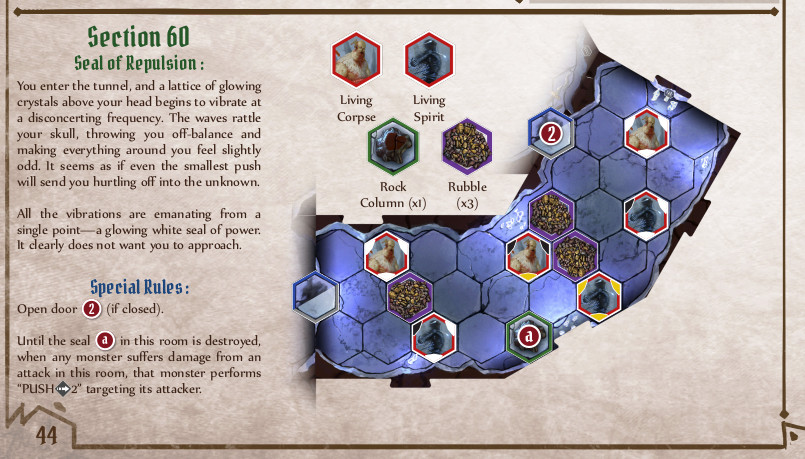 Section 60
Seal of Repulsion:
You enter the tunnel, and a lattice of glowing
crystals above your head begins to vibrate at
a disconcerting frequency. The waves rattle
your skull, throwing you off-balance and
making everything around you feel slightly
odd. It seems as if even the smallest push
will send you hurtling off into the unknown.
All the vibrations are emanating from a
single point—a glowing white seal of power.
It clearly does not want you to approach.
Special Rules:
Open door 2 (if closed).
Until the seal a in this room is destroyed,
when any monster suffers damage from an
attack in this room, that monster performs
“PUSH 2” targeting its attacker.
44
Living
Corpse
Living
Spirit
Rock
Column (x1)
Rubble
(x3)
2
a